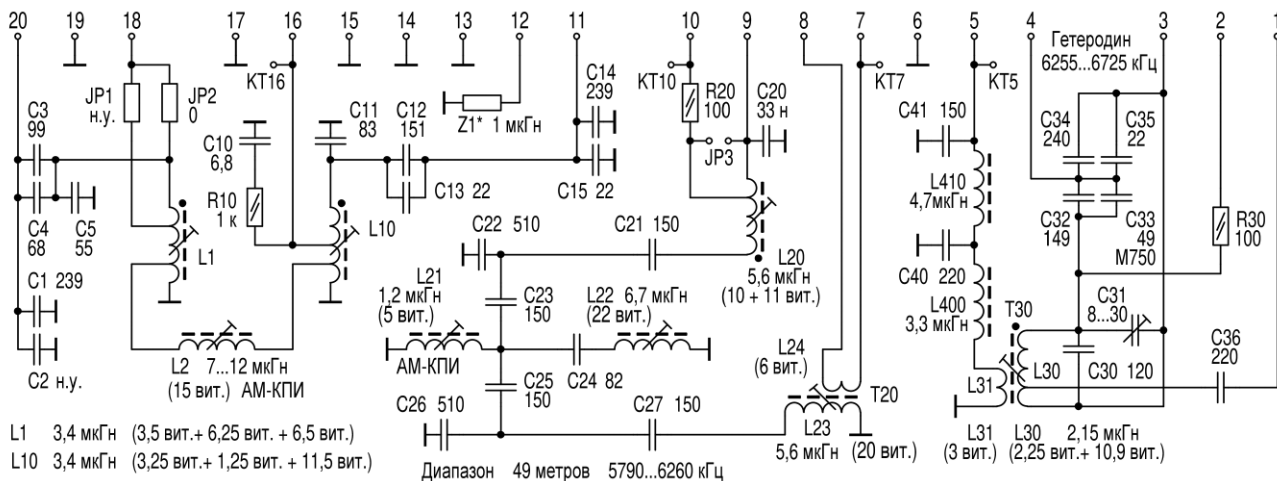 20 19 18 17 16 15 14 13 12 11 10 9 8 7 6 5 4 3 2 1
Гетеродин
6255...6725 кГц
КТ16
КТ10
КТ7
КТ5
JP1
н.у.
JP2
0
C3
99
C4
68
C5
55
C1 239
C2 н.у.
L1
C10
6,8
R10
1 к
C11
83
C12
151
C13 22
L10
Z1* 1 мкГн
C14
239
C15 22
R20
100
JP3
C20
33 н
C22 510
C21 150
L20
5,6 мкГн
(10 + 11 вит.)
L21
1,2 мкГн
(5 вит.)
C23
150
L22 6,7 мкГн
(22 вит.)
L2 7...12 мкГн
(15 вит.) АМ-КПИ
АМ-КПИ
C24 82
C25
150
C26 510
C27 150
L24
(6 вит.)
T20
L23
5,6 мкГн
(20 вит.)
C41 150
L410
4,7мкГн
C40 220
L400
3,3 мкГн
C34
240
C35
22
C32
149
C33
49
М750
R30
100
C31
8...30
T30
L31
L30
C30 120
C36
220
L31
(3 вит.)
L30 2,15 мкГн
(2,25 вит.+ 10,9 вит.)
L1 3,4 мкГн (3,5 вит.+ 6,25 вит. + 6,5 вит.)
L10 3,4 мкГн (3,25 вит.+ 1,25 вит. + 11,5 вит.)
Диапазон 49 метров 5790...6260 кГц